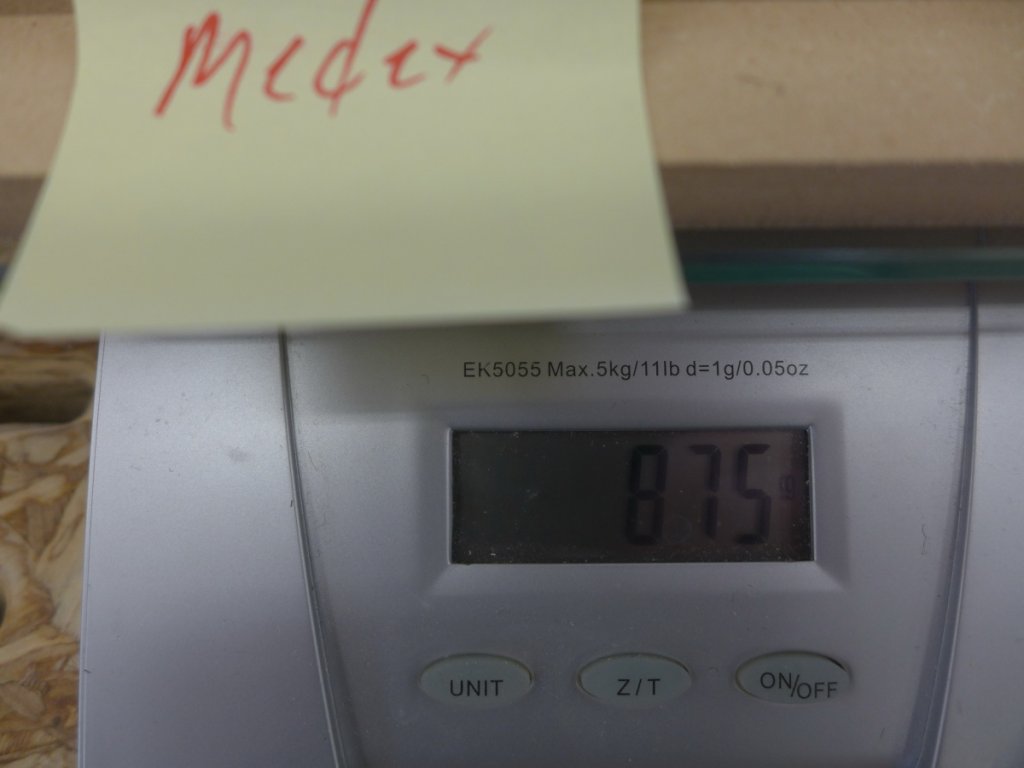 Medex
EK5055 Max.5kg/11lb d=1g/0.05oz
875
UNIT
Z/T
ON/OFF